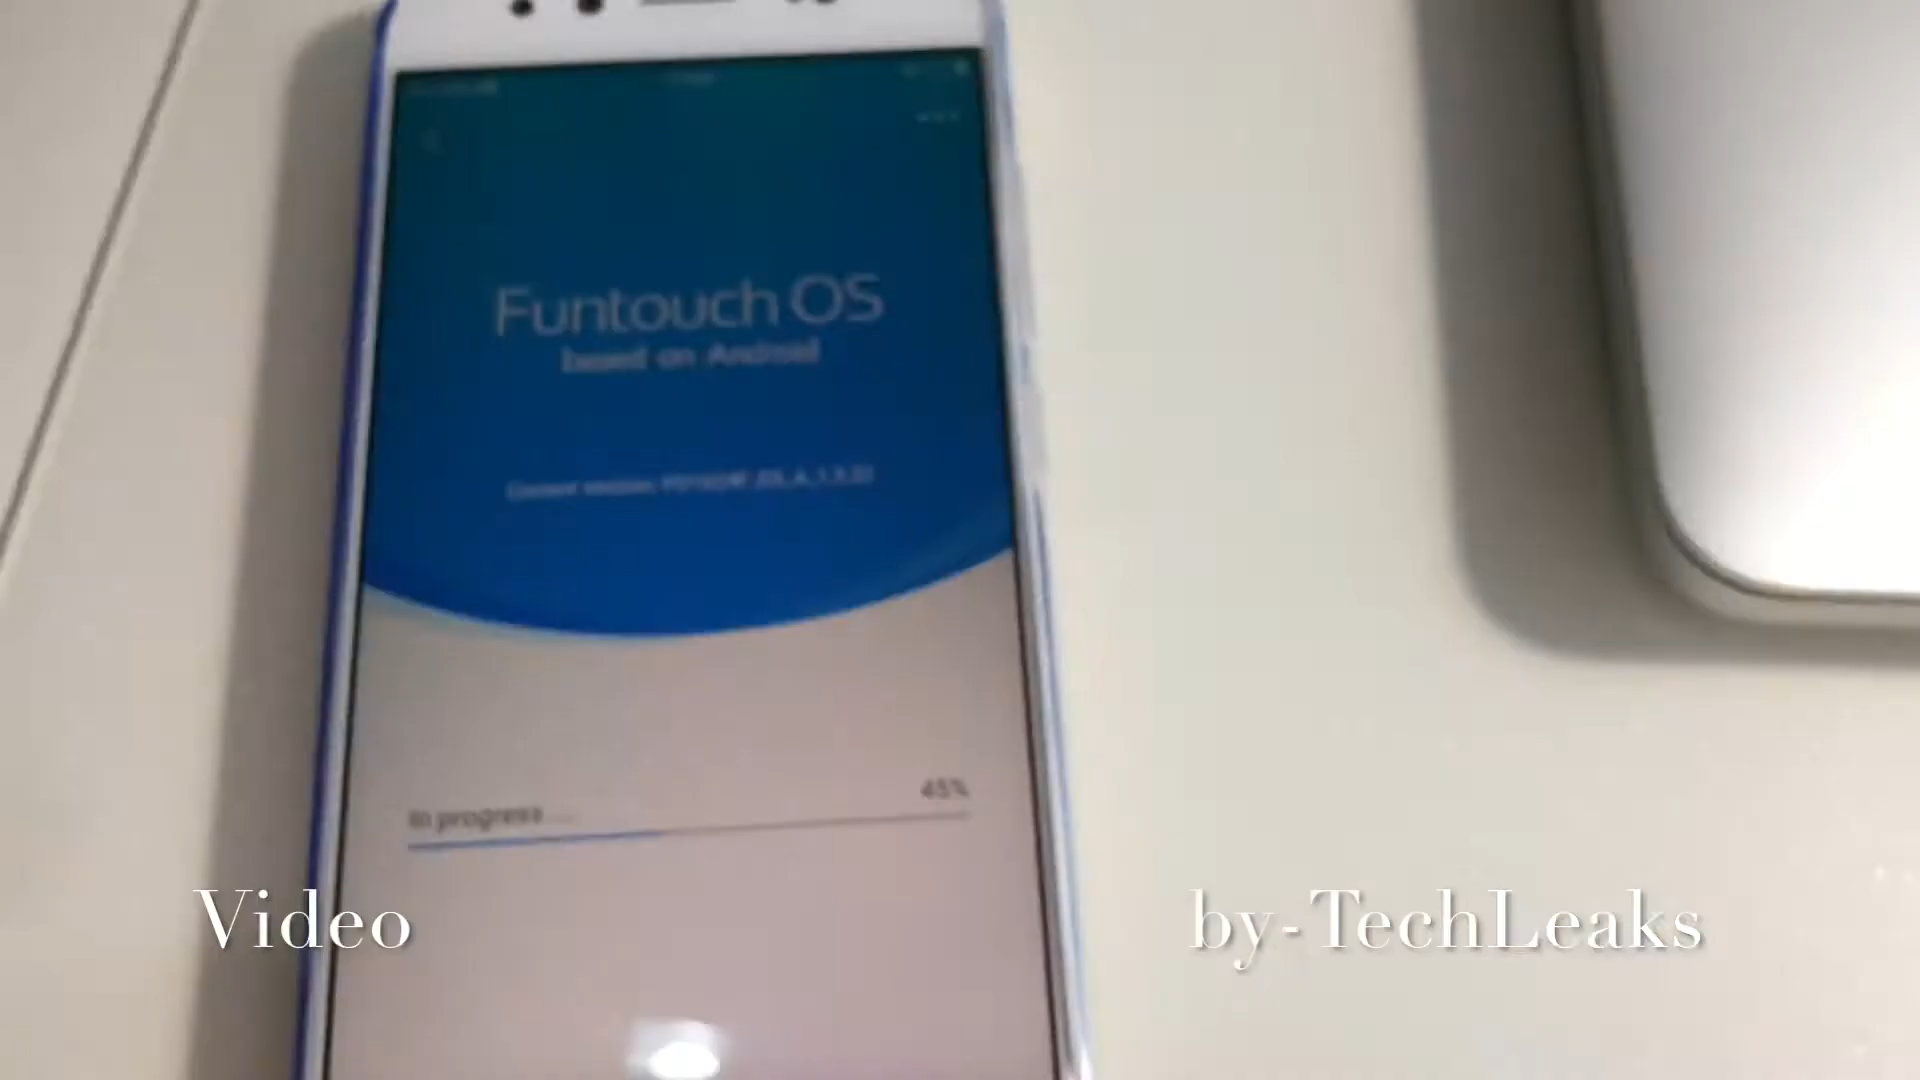 Funtouch OS
based on Android
In progress ...
45%
Video
by-TechLeaks